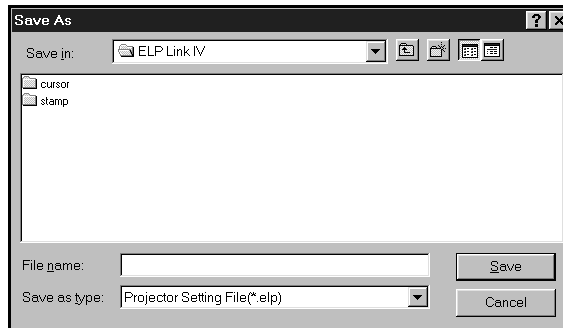 Save As
Save in: ELP Link IV
cursor
stamp
File name: Save
Save as type: Projector Setting File(*.elp) Cancel